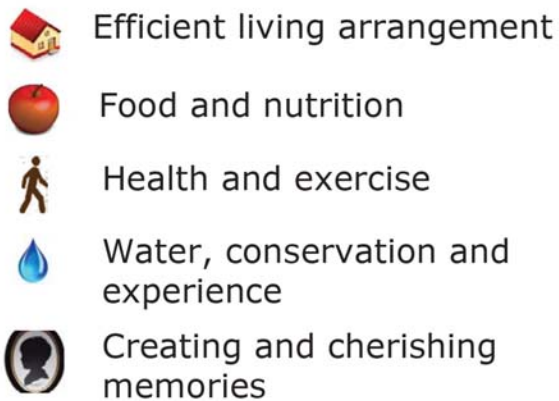 Efficient living arrangement
Food and nutrition
Health and exercise
Water, conservation and
experience
Creating and cherishing
memories